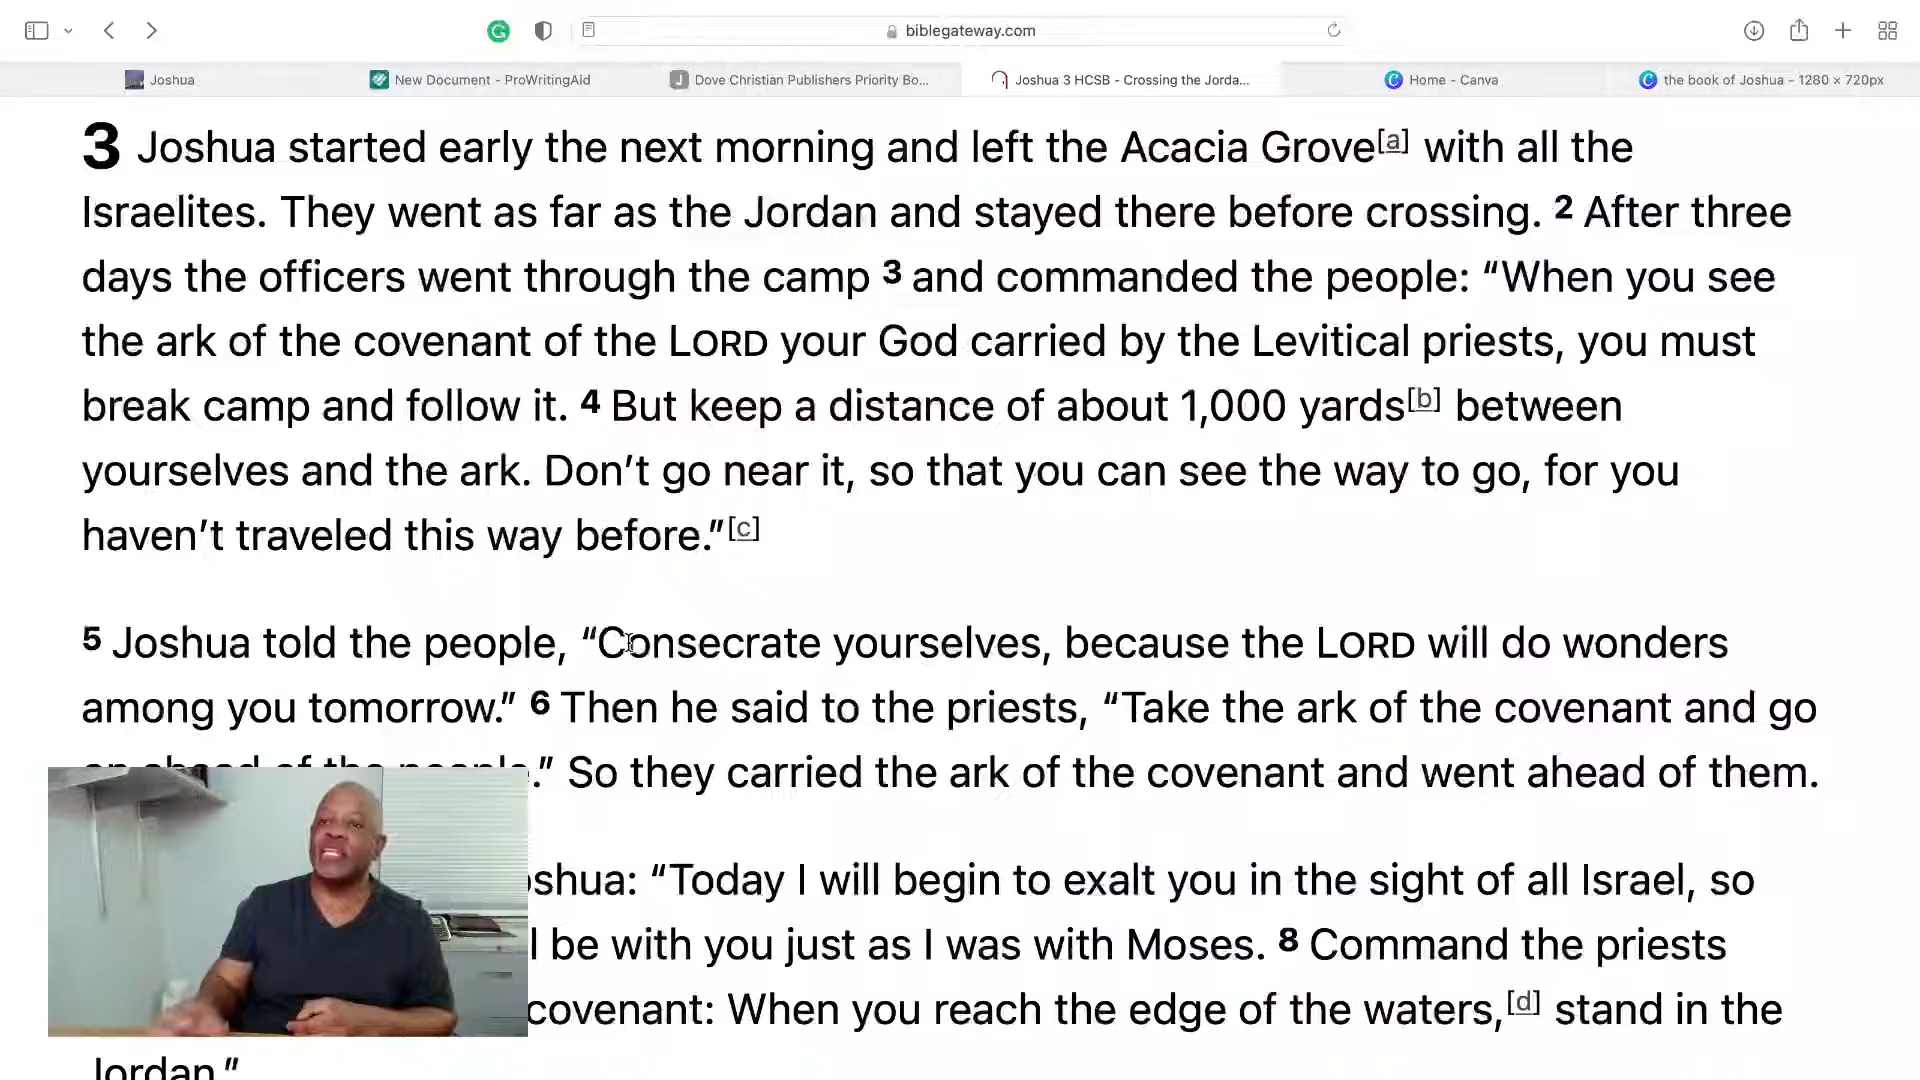 biblegateway.com
Joshua
New Document - ProWritingAid
Dove Christian Publishers Priority Bo...
Joshua 3 HCSB - Crossing the Jorda...
Home - Canva
the book of Joshua – 1280 × 720px
3 Joshua started early the next morning and left the Acacia Grove[a] with all the
Israelites. They went as far as the Jordan and stayed there before crossing. 2 After three
days the officers went through the camp 3 and commanded the people: “When you see
the ark of the covenant of the LORD your God carried by the Levitical priests, you must
break camp and follow it. 4 But keep a distance of about 1,000 yards[b] between
yourselves and the ark. Don’t go near it, so that you can see the way to go, for you
haven’t traveled this way before.”[c]
5 Joshua told the people, “Consecrate yourselves, because the LORD will do wonders
among you tomorrow.” 6 Then he said to the priests, “Take the ark of the covenant and go
on ahead of the people.” So they carried the ark of the covenant and went ahead of them.
oshua: “Today I will begin to exalt you in the sight of all Israel, so
l be with you just as I was with Moses. 8 Command the priests
covenant: When you reach the edge of the waters,[d] stand in the
Jordan.”